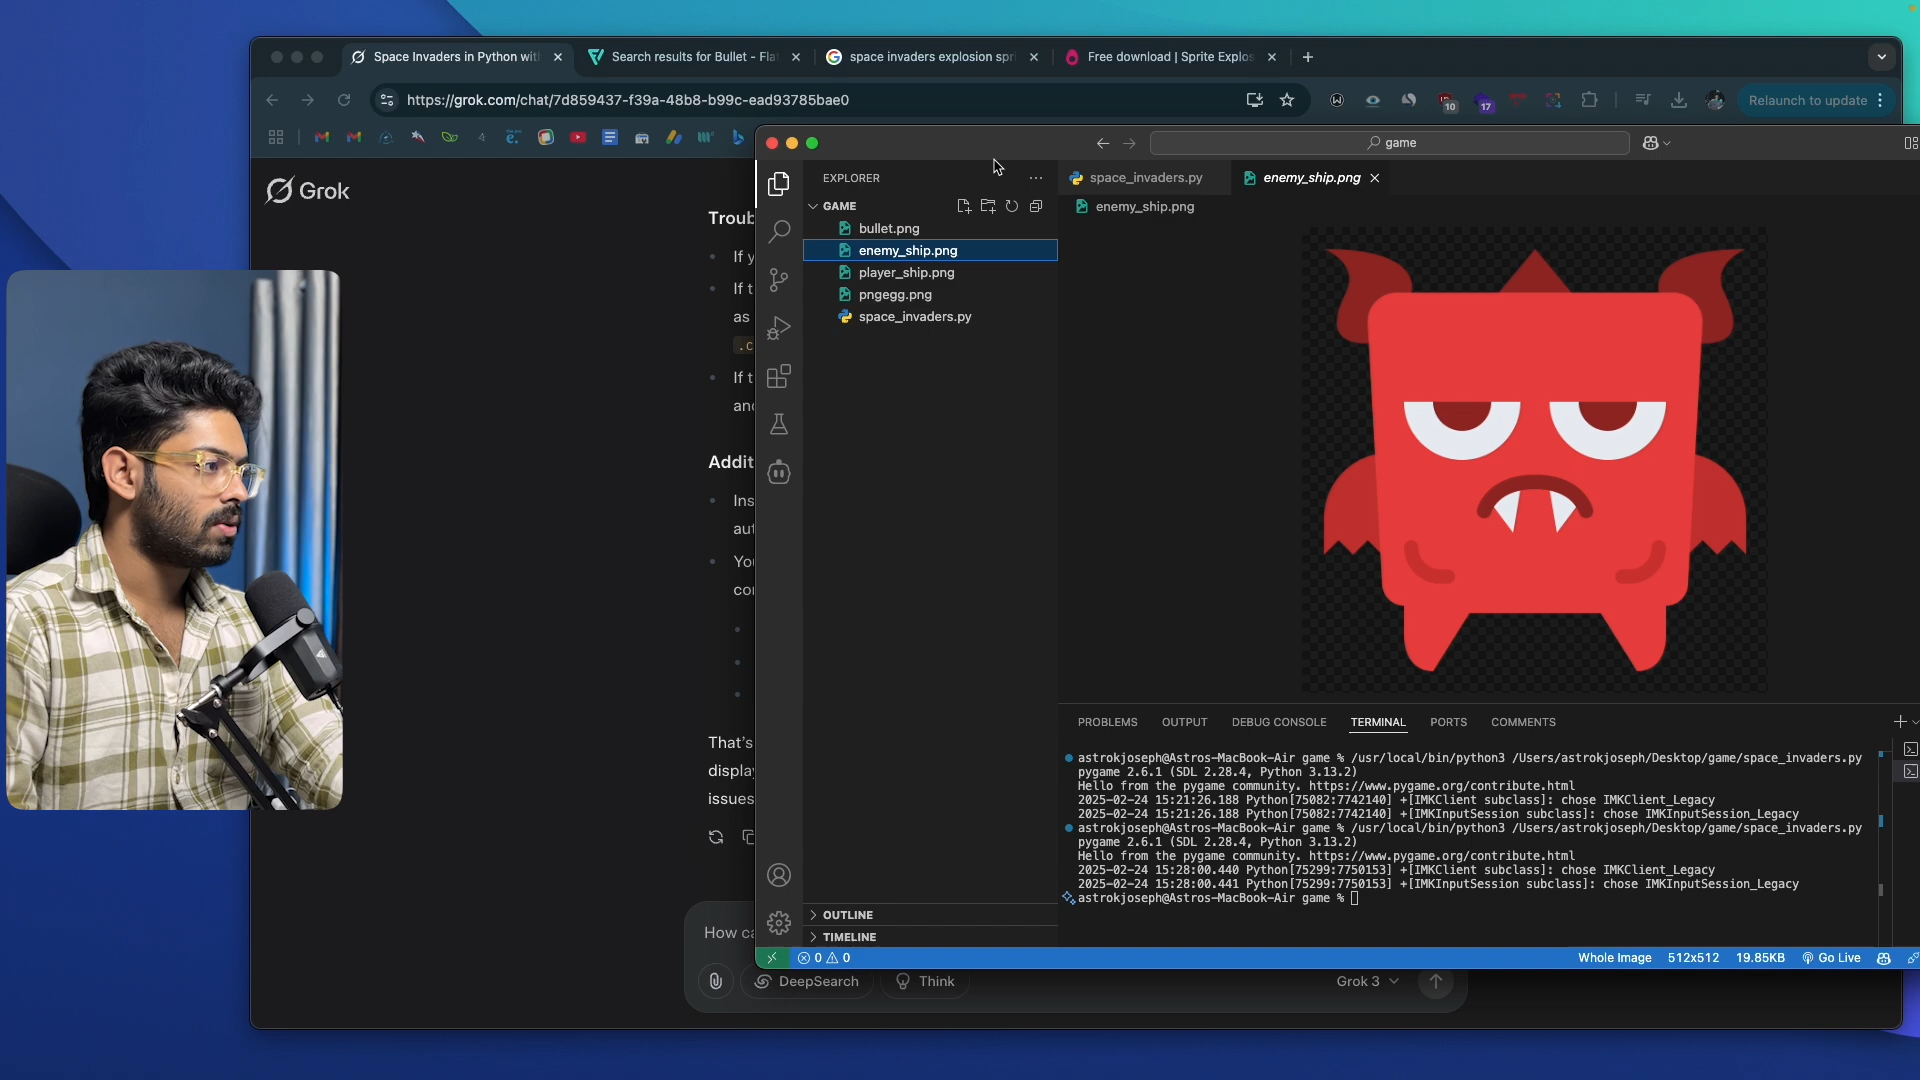 Space Invaders in Python with
Search results for Bullet - Fla
space invaders explosion spri
Free download | Sprite Explos
https://grok.com/chat/7d859437-f39a-48b8-b99c-ead93785bae0
10
17
Relaunch to update
game
Grok
EXPLORER
space_invaders.py
enemy_ship.png
GAME
enemy_ship.png
bullet.png
enemy_ship.png
player_ship.png
pngegg.png
space_invaders.py
Troub
If y
If t
as
.c
If t
and
Addit
Ins
aut
You
con
That's
display
issues
PROBLEMS
OUTPUT
DEBUG CONSOLE
TERMINAL
PORTS
COMMENTS
astrokjoseph@Astros-MacBook-Air game % /usr/local/bin/python3 /Users/astrokjoseph/Desktop/game/space_invaders.py
pygame 2.6.1 (SDL 2.28.4, Python 3.13.2)
Hello from the pygame community. https://www.pygame.org/contribute.html
2025-02-24 15:21:26.188 Python[75082:7742140] +[IMKClient subclass]: chose IMKClient_Legacy
2025-02-24 15:21:26.188 Python[75082:7742140] +[IMKInputSession subclass]: chose IMKInputSession_Legacy
astrokjoseph@Astros-MacBook-Air game % /usr/local/bin/python3 /Users/astrokjoseph/Desktop/game/space_invaders.py
pygame 2.6.1 (SDL 2.28.4, Python 3.13.2)
Hello from the pygame community. https://www.pygame.org/contribute.html
2025-02-24 15:28:00.440 Python[75299:7750153] +[IMKClient subclass]: chose IMKClient_Legacy
2025-02-24 15:28:00.441 Python[75299:7750153] +[IMKInputSession subclass]: chose IMKInputSession_Legacy
astrokjoseph@Astros-MacBook-Air game %
OUTLINE
TIMELINE
How ca
0 0
Whole Image
512x512
19.85KB
Go Live
DeepSearch
Think
Grok 3